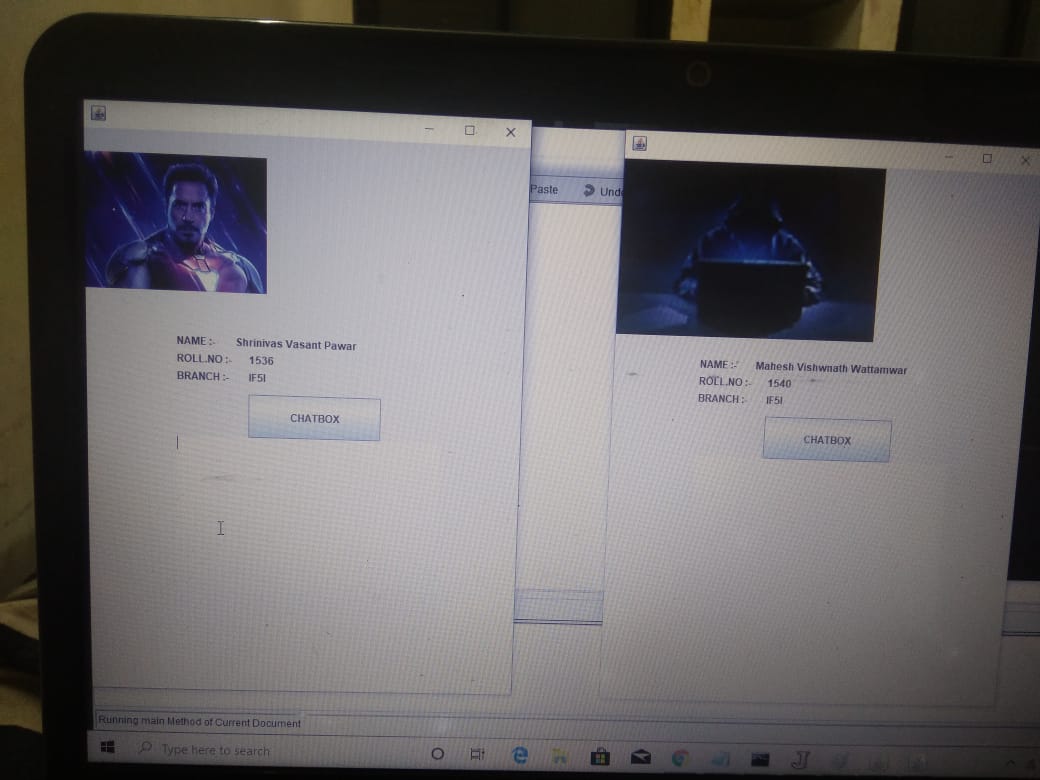 Paste
NAME :- Shrinivas Vasant Pawar
ROLL.NO :- 1536
BRANCH :- IF5I
CHATBOX
NAME :- Mahesh Vishwnath Wattamwar
ROLL.NO :- 1540
BRANCH :- IF5I
CHATBOX
Running main Method of Current Document
Type here to search